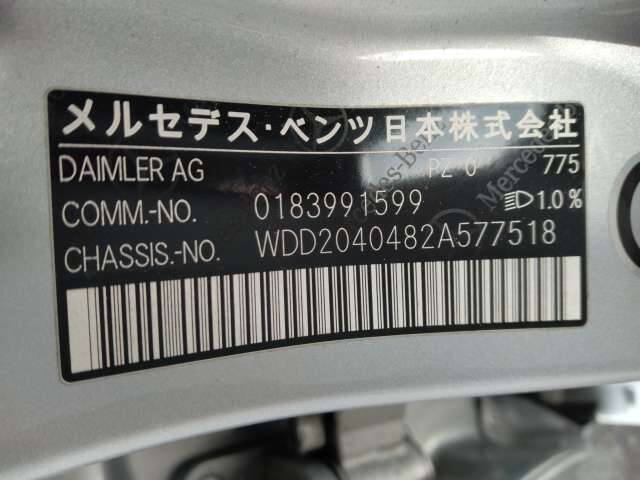 メルセデス・ベンツ日本株式会社
DAIMLER AG PZ 0 775
COMM.-NO. 0183991599 1.0%
CHASSIS.-NO. WDD2040482A577518